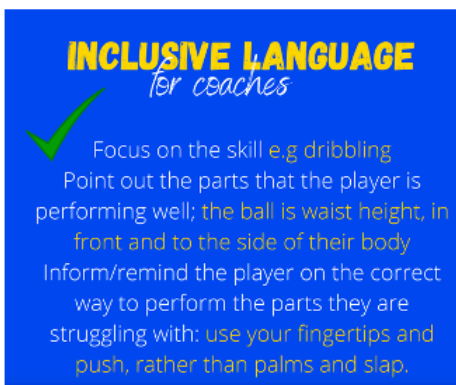 INCLUSIVE LANGUAGE
for coaches
Focus on the skill e.g dribbling
Point out the parts that the player is
performing well; the ball is waist height, in
front and to the side of their body
Inform/remind the player on the correct
way to perform the parts they are
struggling with: use your fingertips and
push, rather than palms and slap.